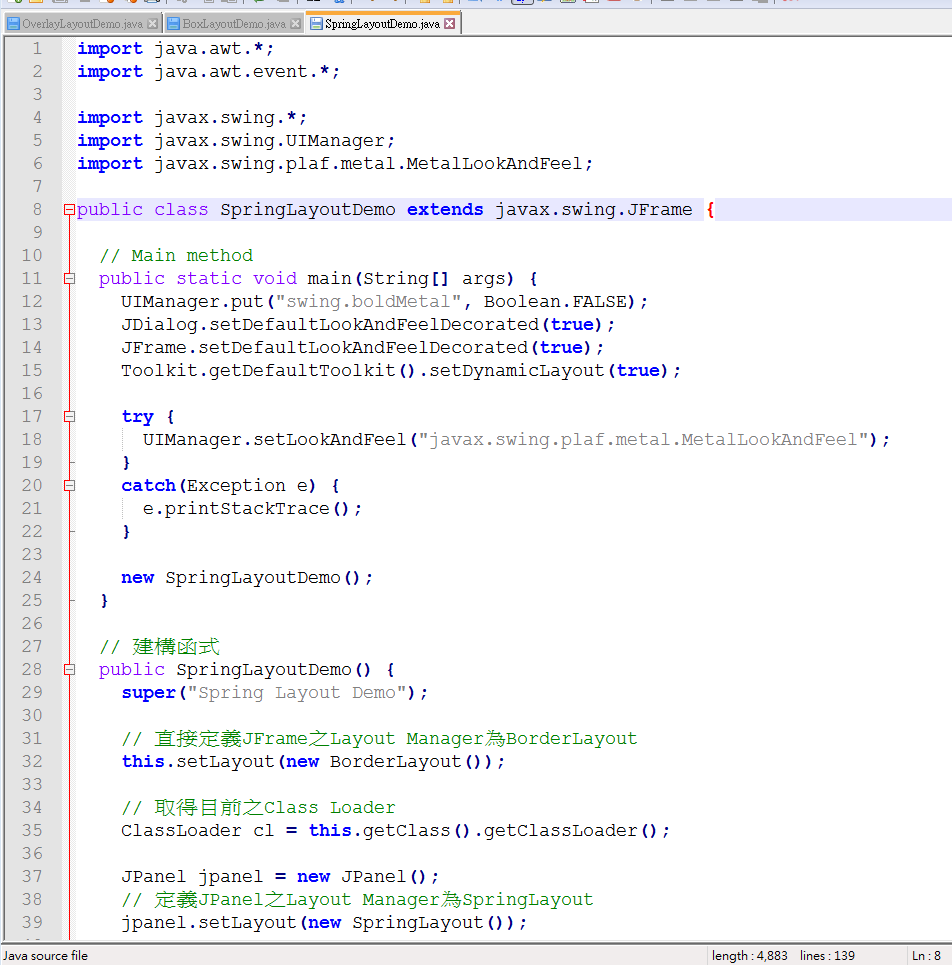 OverlayLayoutDemo.java BoxLayoutDemo.java SpringLayoutDemo.java
1 import java.awt.*;
2 import java.awt.event.*;
3
4 import javax.swing.*;
5 import javax.swing.UIManager;
6 import javax.swing.plaf.metal.MetalLookAndFeel;
7
8 public class SpringLayoutDemo extends javax.swing.JFrame {
9
10 // Main method
11 public static void main(String[] args) {
12 UIManager.put("swing.boldMetal", Boolean.FALSE);
13 JDialog.setDefaultLookAndFeelDecorated(true);
14 JFrame.setDefaultLookAndFeelDecorated(true);
15 Toolkit.getDefaultToolkit().setDynamicLayout(true);
16
17 try {
18 UIManager.setLookAndFeel("javax.swing.plaf.metal.MetalLookAndFeel");
19 }
20 catch(Exception e) {
21 e.printStackTrace();
22 }
23
24 new SpringLayoutDemo();
25 }
26
27 // 建構函式
28 public SpringLayoutDemo() {
29 super("Spring Layout Demo");
30
31 // 直接定義JFrame之Layout Manager為BorderLayout
32 this.setLayout(new BorderLayout());
33
34 // 取得目前之Class Loader
35 ClassLoader cl = this.getClass().getClassLoader();
36
37 JPanel jpanel = new JPanel();
38 // 定義JPanel之Layout Manager為SpringLayout
39 jpanel.setLayout(new SpringLayout());
Java source file length : 4,883 lines : 139 Ln : 8